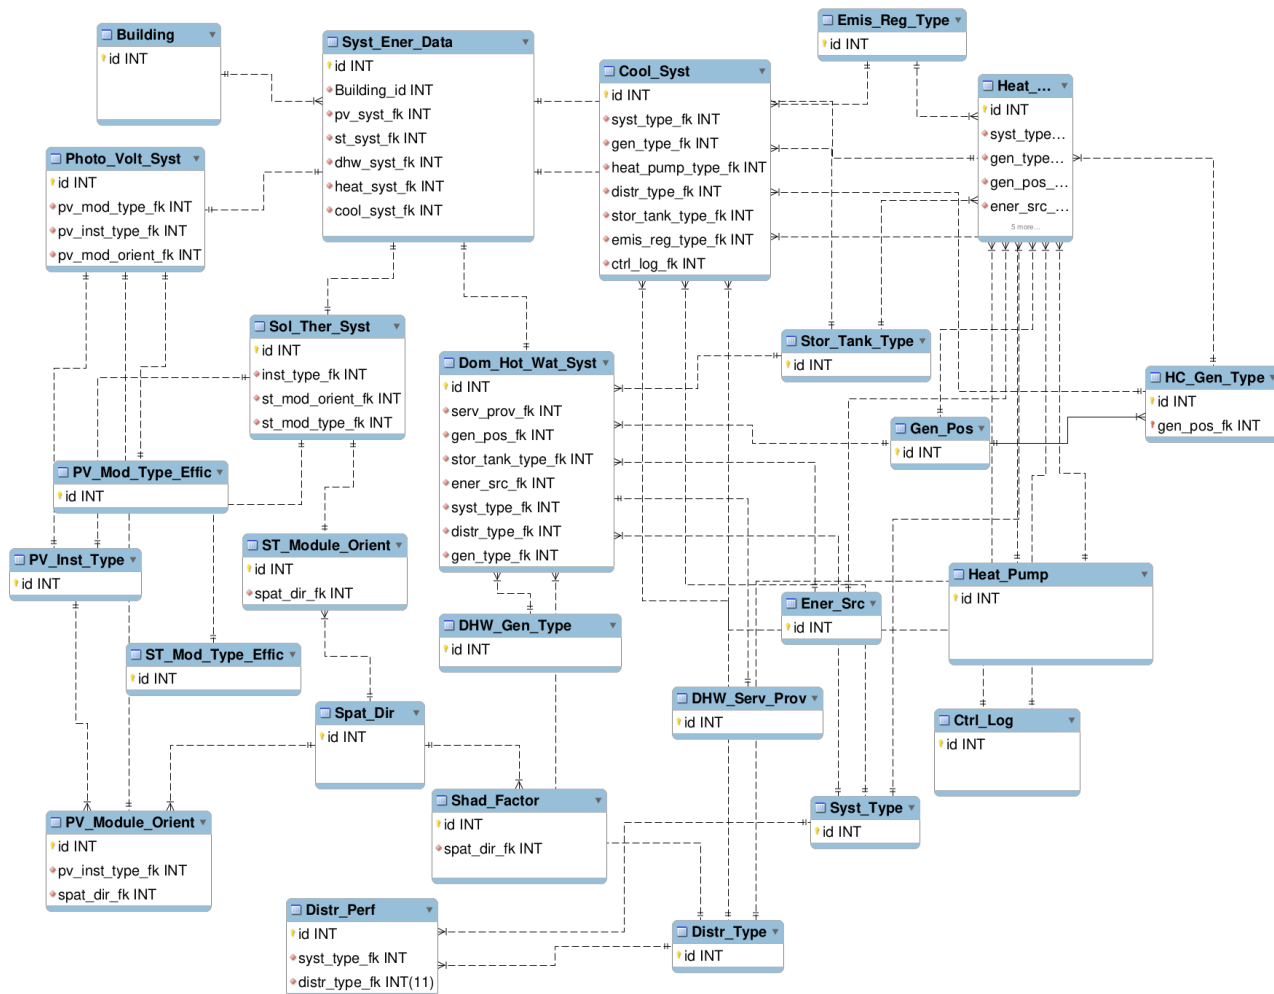 Building
id INT
Syst_Ener_Data
id INT
Building_id INT
pv_syst_fk INT
st_syst_fk INT
dhw_syst_fk INT
heat_syst_fk INT
cool_syst_fk INT
Cool_Syst
id INT
syst_type_fk INT
gen_type_fk INT
heat_pump_type_fk INT
distr_type_fk INT
stor_tank_type_fk INT
emis_reg_type_fk INT
ctrl_log_fk INT
Emis_Reg_Type
id INT
Heat_...
id INT
syst_type...
gen_type...
gen_pos_...
ener_src_...
5 more...
Photo_Volt_Syst
id INT
pv_mod_type_fk INT
pv_inst_type_fk INT
pv_mod_orient_fk INT
Sol_Ther_Syst
id INT
inst_type_fk INT
st_mod_orient_fk INT
st_mod_type_fk INT
Dom_Hot_Wat_Syst
id INT
serv_prov_fk INT
gen_pos_fk INT
stor_tank_type_fk INT
ener_src_fk INT
syst_type_fk INT
distr_type_fk INT
gen_type_fk INT
Stor_Tank_Type
id INT
HC_Gen_Type
id INT
gen_pos_fk INT
Gen_Pos
id INT
PV_Mod_Type_Effic
id INT
PV_Inst_Type
id INT
ST_Module_Orient
id INT
spat_dir_fk INT
Heat_Pump
id INT
Ener_Src
id INT
DHW_Gen_Type
id INT
ST_Mod_Type_Effic
id INT
DHW_Serv_Prov
id INT
Spat_Dir
id INT
Ctrl_Log
id INT
Shad_Factor
id INT
spat_dir_fk INT
Syst_Type
id INT
PV_Module_Orient
id INT
pv_inst_type_fk INT
spat_dir_fk INT
Distr_Perf
id INT
syst_type_fk INT
distr_type_fk INT(11)
Distr_Type
id INT